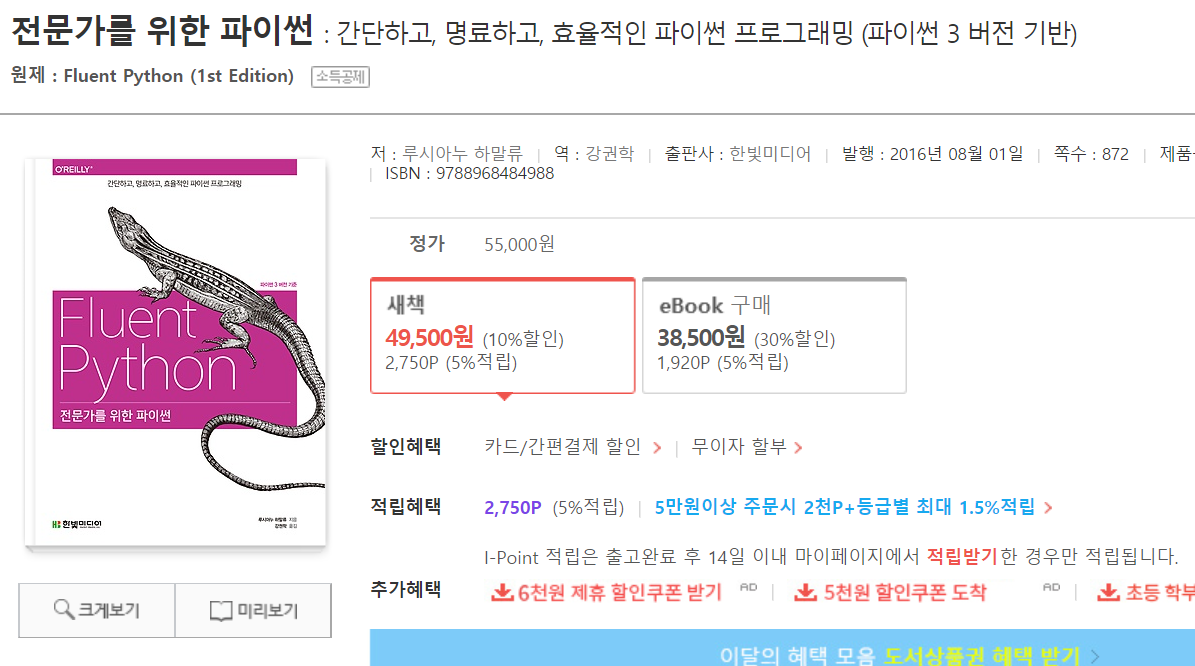 전문가를 위한 파이썬 : 간단하고, 명료하고, 효율적인 파이썬 프로그래밍 (파이썬 3 버전 기반)
원제 : Fluent Python (1st Edition) 소득공제
O'REILLY
간단하고, 명료하고, 효율적인 파이썬 프로그래밍
파이썬 3 버전 기준
Fluent
Python
전문가를 위한 파이썬
한빛미디어
루시아누 하말류 지음
강권학 옮김
크게보기
미리보기
저 : 루시아누 하말류 | 역 : 강권학 | 출판사 : 한빛미디어 | 발행 : 2016년 08월 01일 | 쪽수 : 872 | 제품
| ISBN : 9788968484988
정가 55,000원
새책
49,500원 (10%할인)
2,750P (5%적립)
eBook 구매
38,500원 (30%할인)
1,920P (5%적립)
할인혜택 카드/간편결제 할인 | 무이자 할부
적립혜택 2,750P (5%적립) | 5만원이상 주문시 2천P+등급별 최대 1.5%적립
I-Point 적립은 출고완료 후 14일 이내 마이페이지에서 적립받기한 경우만 적립됩니다.
추가혜택 6천원 제휴 할인쿠폰 받기 AD | 5천원 할인쿠폰 도착 AD | 초등 학부
이달의 혜택 모음 도서상품권 혜택 받기